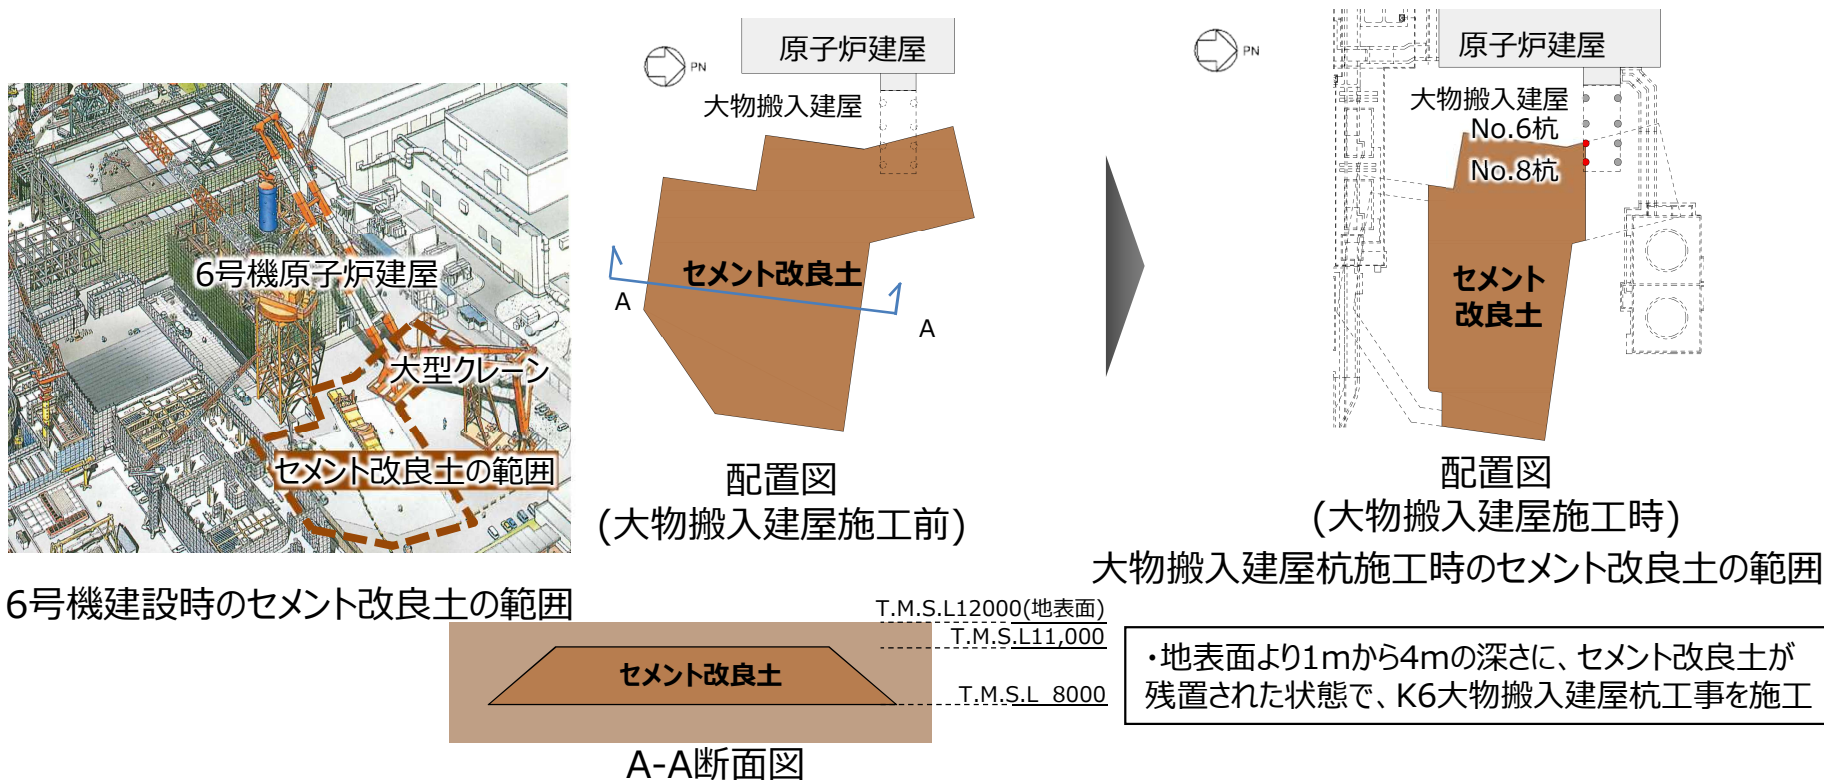 6号機原子炉建屋
大型クレーン
セメント改良土の範囲
6号機建設時のセメント改良土の範囲
PN
原子炉建屋
大物搬入建屋
セメント改良土
A
A
配置図
(大物搬入建屋施工前)
PN
原子炉建屋
大物搬入建屋
No.6杭
No.8杭
セメント
改良土
配置図
(大物搬入建屋施工時)
大物搬入建屋杭施工時のセメント改良土の範囲
T.M.S.L12000(地表面)
T.M.S.L11,000
セメント改良土
T.M.S.L 8000
A-A断面図
・地表面より1mから4mの深さに、セメント改良土が
残置された状態で、K6大物搬入建屋杭工事を施工